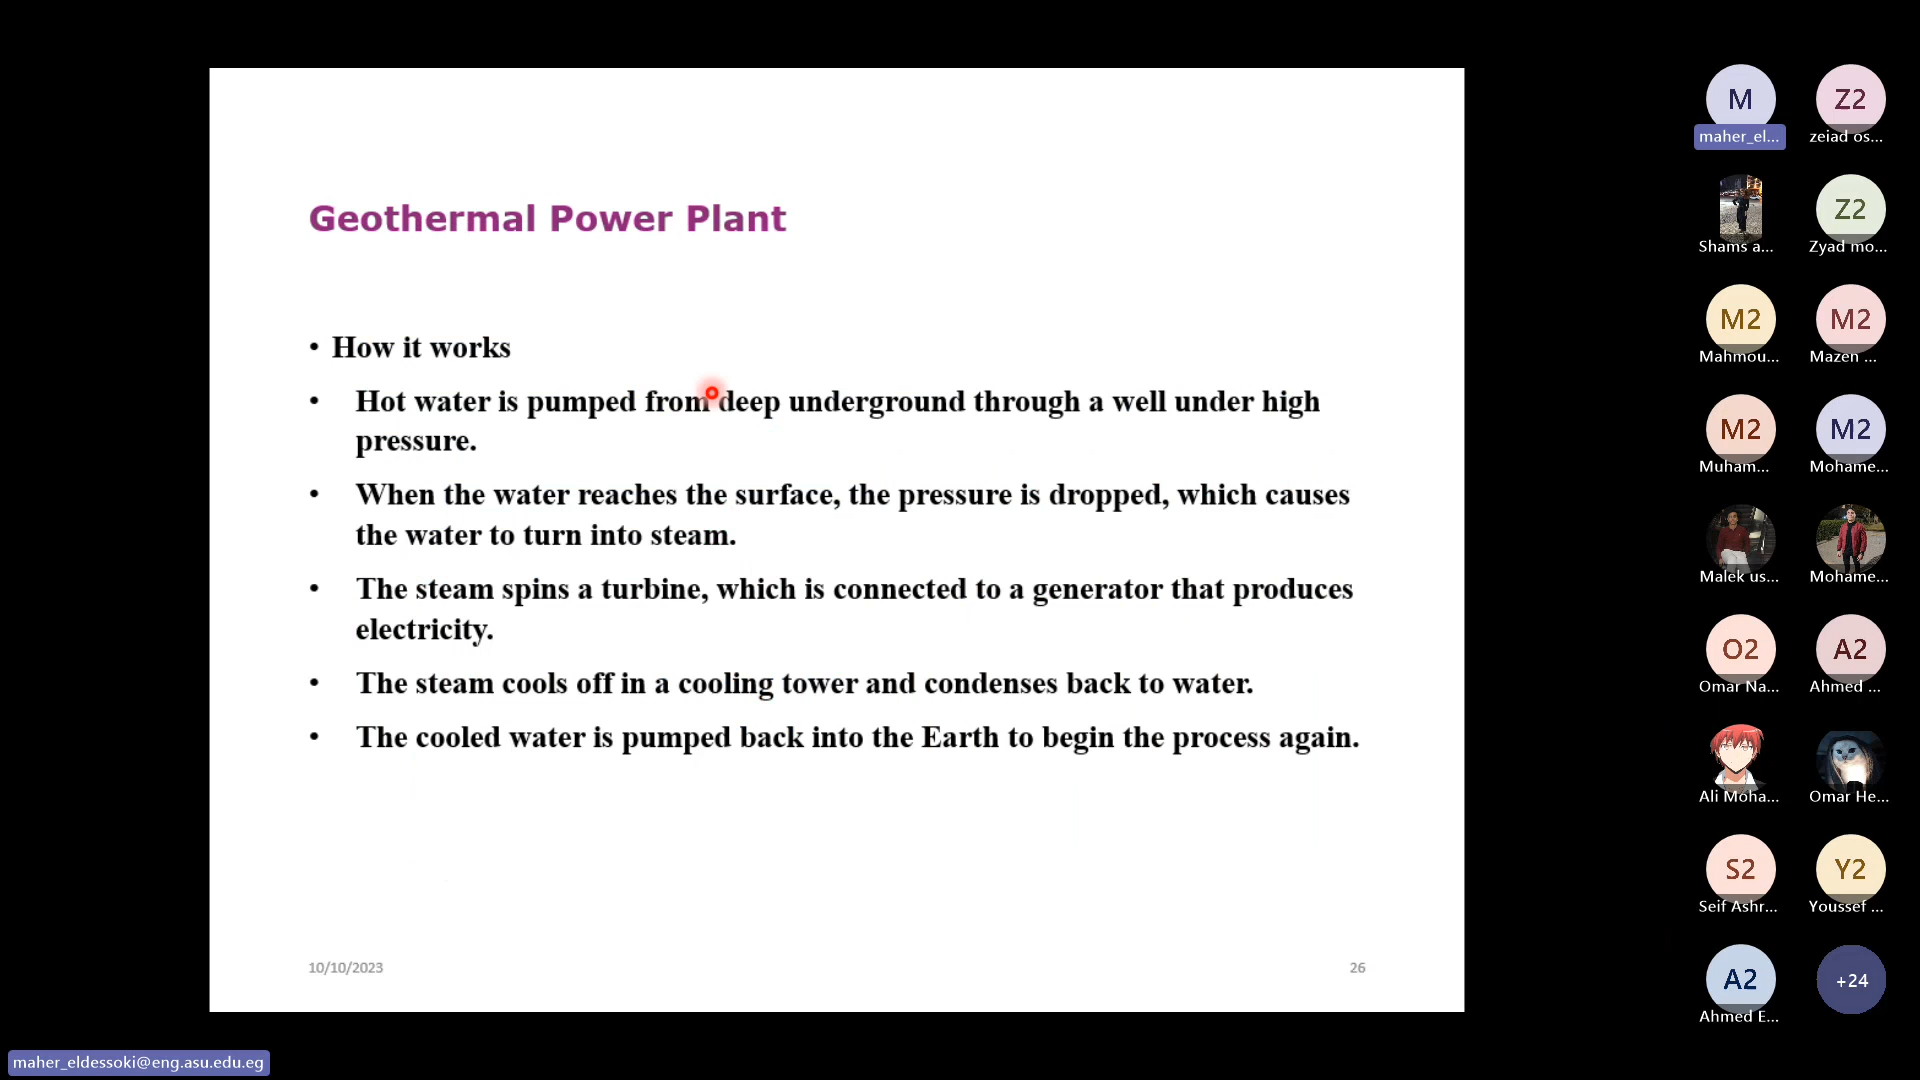 Geothermal Power Plant
• How it works
• Hot water is pumped from deep underground through a well under high
pressure.
• When the water reaches the surface, the pressure is dropped, which causes
the water to turn into steam.
• The steam spins a turbine, which is connected to a generator that produces
electricity.
• The steam cools off in a cooling tower and condenses back to water.
• The cooled water is pumped back into the Earth to begin the process again.
10/10/2023
26
M
maher_el...
Z2
zeiad os...
Shams a...
Z2
Zyad mo...
M2
Mahmou...
M2
Mazen ...
M2
Muham...
M2
Mohame...
Malek us...
Mohame...
O2
Omar Na...
A2
Ahmed ...
Ali Moha...
Omar He...
S2
Seif Ashr...
Y2
Youssef ...
A2
Ahmed E...
+24
maher_eldessoki@eng.asu.edu.eg